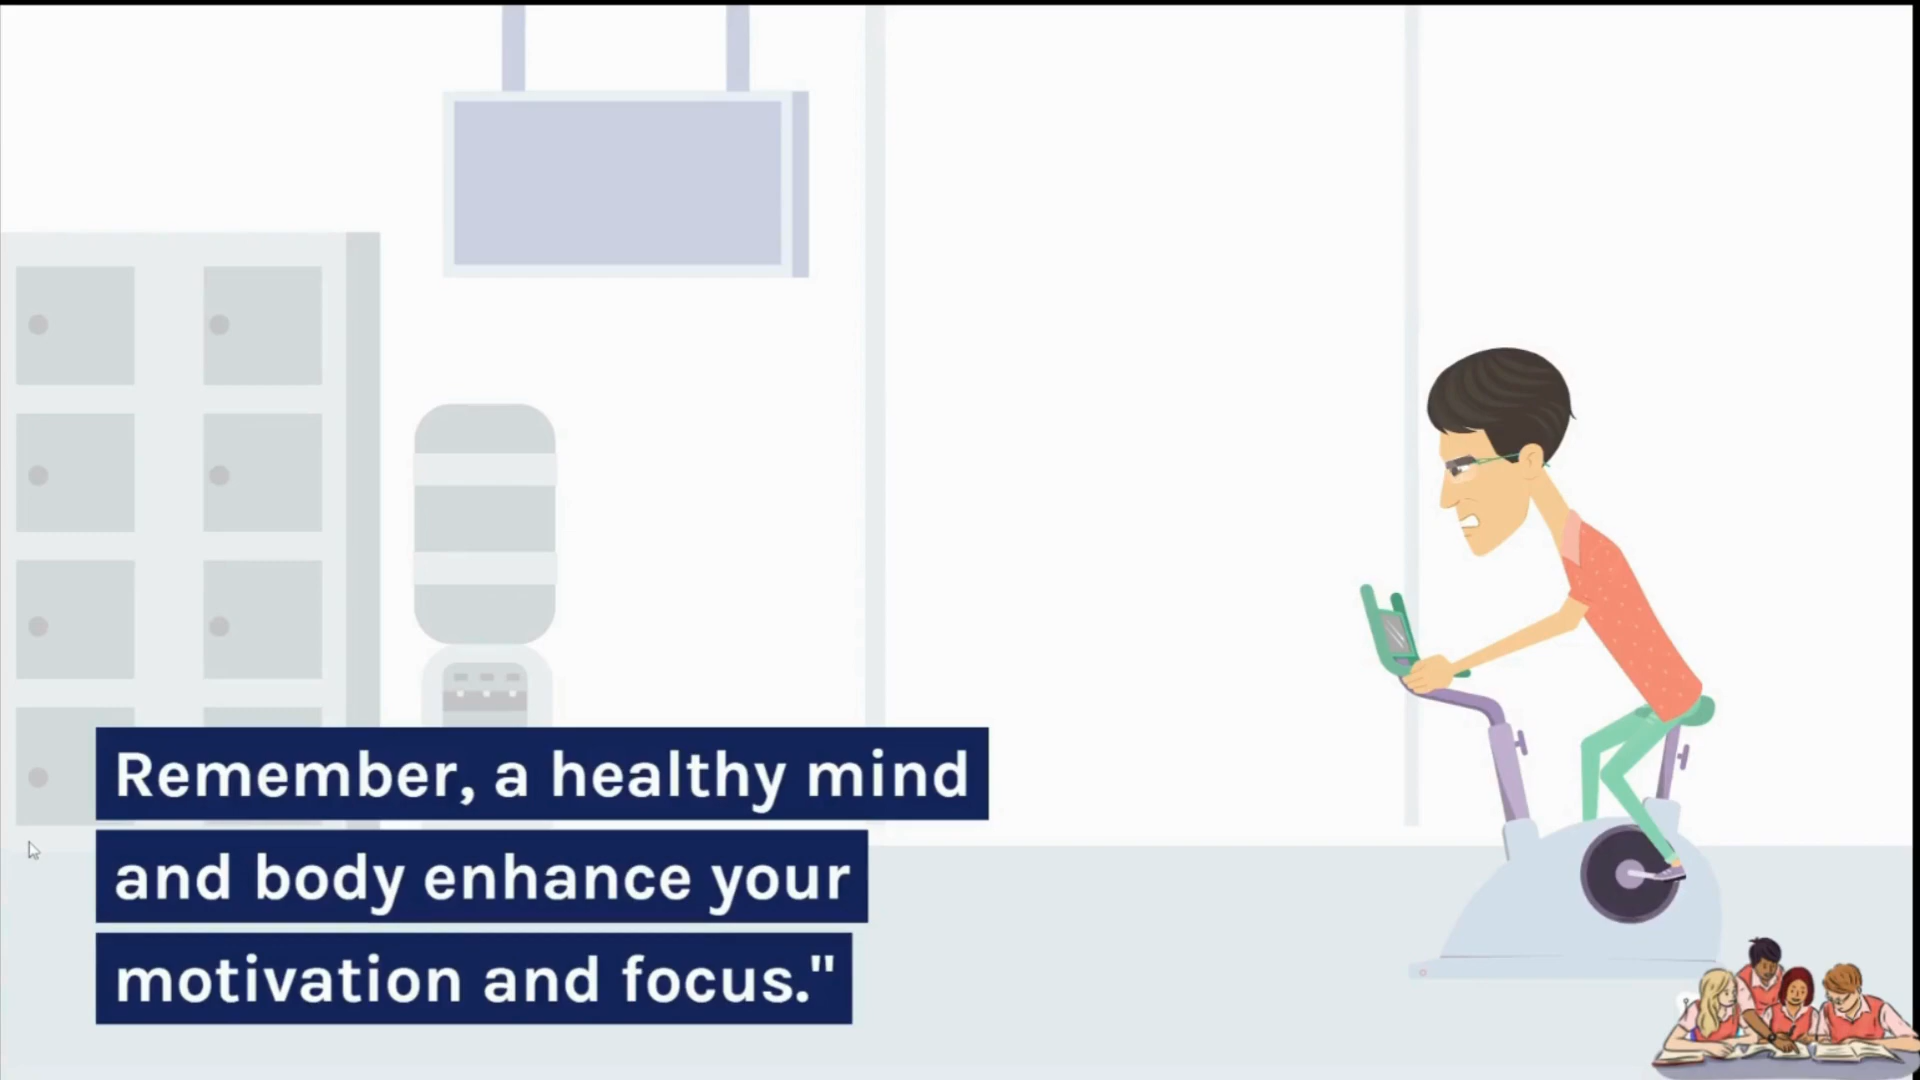 Remember, a healthy mind
and body enhance your
motivation and focus."